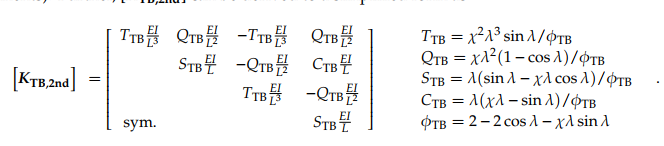 T_TB = χ²λ³ sin λ/ϕ_TB
[K_TB,2nd] = [ T_TB EI/L³ Q_TB EI/L² −T_TB EI/L³ Q_TB EI/L²
Q_TB = χλ²(1 − cos λ)/ϕ_TB
S_TB EI/L −Q_TB EI/L² C_TB EI/L
S_TB = λ(sin λ − χλ cos λ)/ϕ_TB
T_TB EI/L³ −Q_TB EI/L²
C_TB = λ(χλ − sin λ)/ϕ_TB
sym. S_TB EI/L ]
ϕ_TB = 2 − 2 cos λ − χλ sin λ .